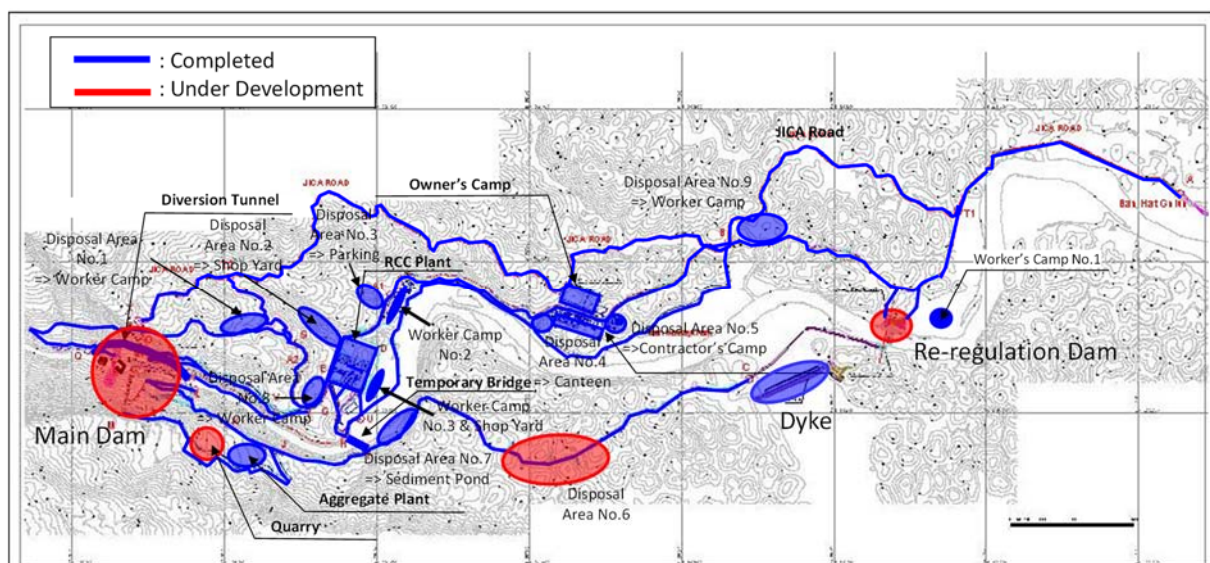 : Completed
: Under Development
JICA Road
JICA ROAD
JICA ROAD
Owner's Camp
Disposal Area No.9
=> Worker Camp
Diversion Tunnel
Disposal
Area No.3
=> Parking
Disposal
Area No.2
=> Shop Yard
Disposal Area
No.1
=> Worker Camp
JICA ROAD
JICA ROAD
RCC Plant
T1
A
Worker's Camp No.1
Worker Camp
No.2
Disposal Area No.5
=>Contractor's Camp
Disposal
Area No.4
=> Canteen
Re-regulation Dam
Disposal Area
No.8
=> Worker Camp
Temporary Bridge
Worker Camp
No.3 & Shop Yard
Main Dam
Dyke
Disposal Area No.7
=> Sediment Pond
Disposal
Area No.6
Aggregate Plant
Quarry